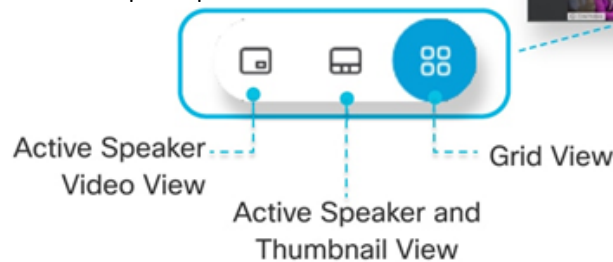 Active Speaker
Video View
Active Speaker and
Thumbnail View
Grid View